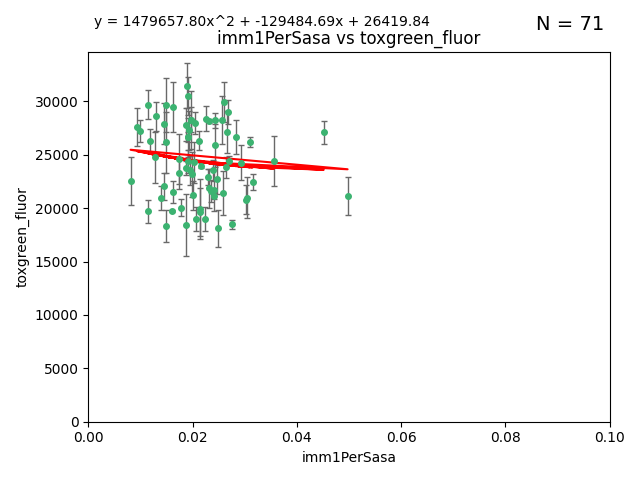 y = 1479657.80x^2 + -129484.69x + 26419.84
N = 71
imm1PerSasa vs toxgreen_fluor
30000
25000
20000
15000
10000
5000
0
toxgreen_fluor
0.00 0.02 0.04 0.06 0.08 0.10
imm1PerSasa